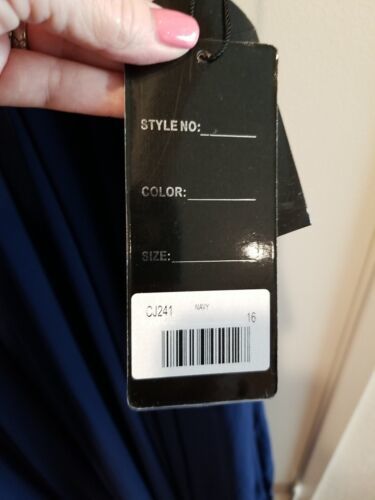 STYLE NO:
COLOR:
SIZE:
CJ241 NAVY 16